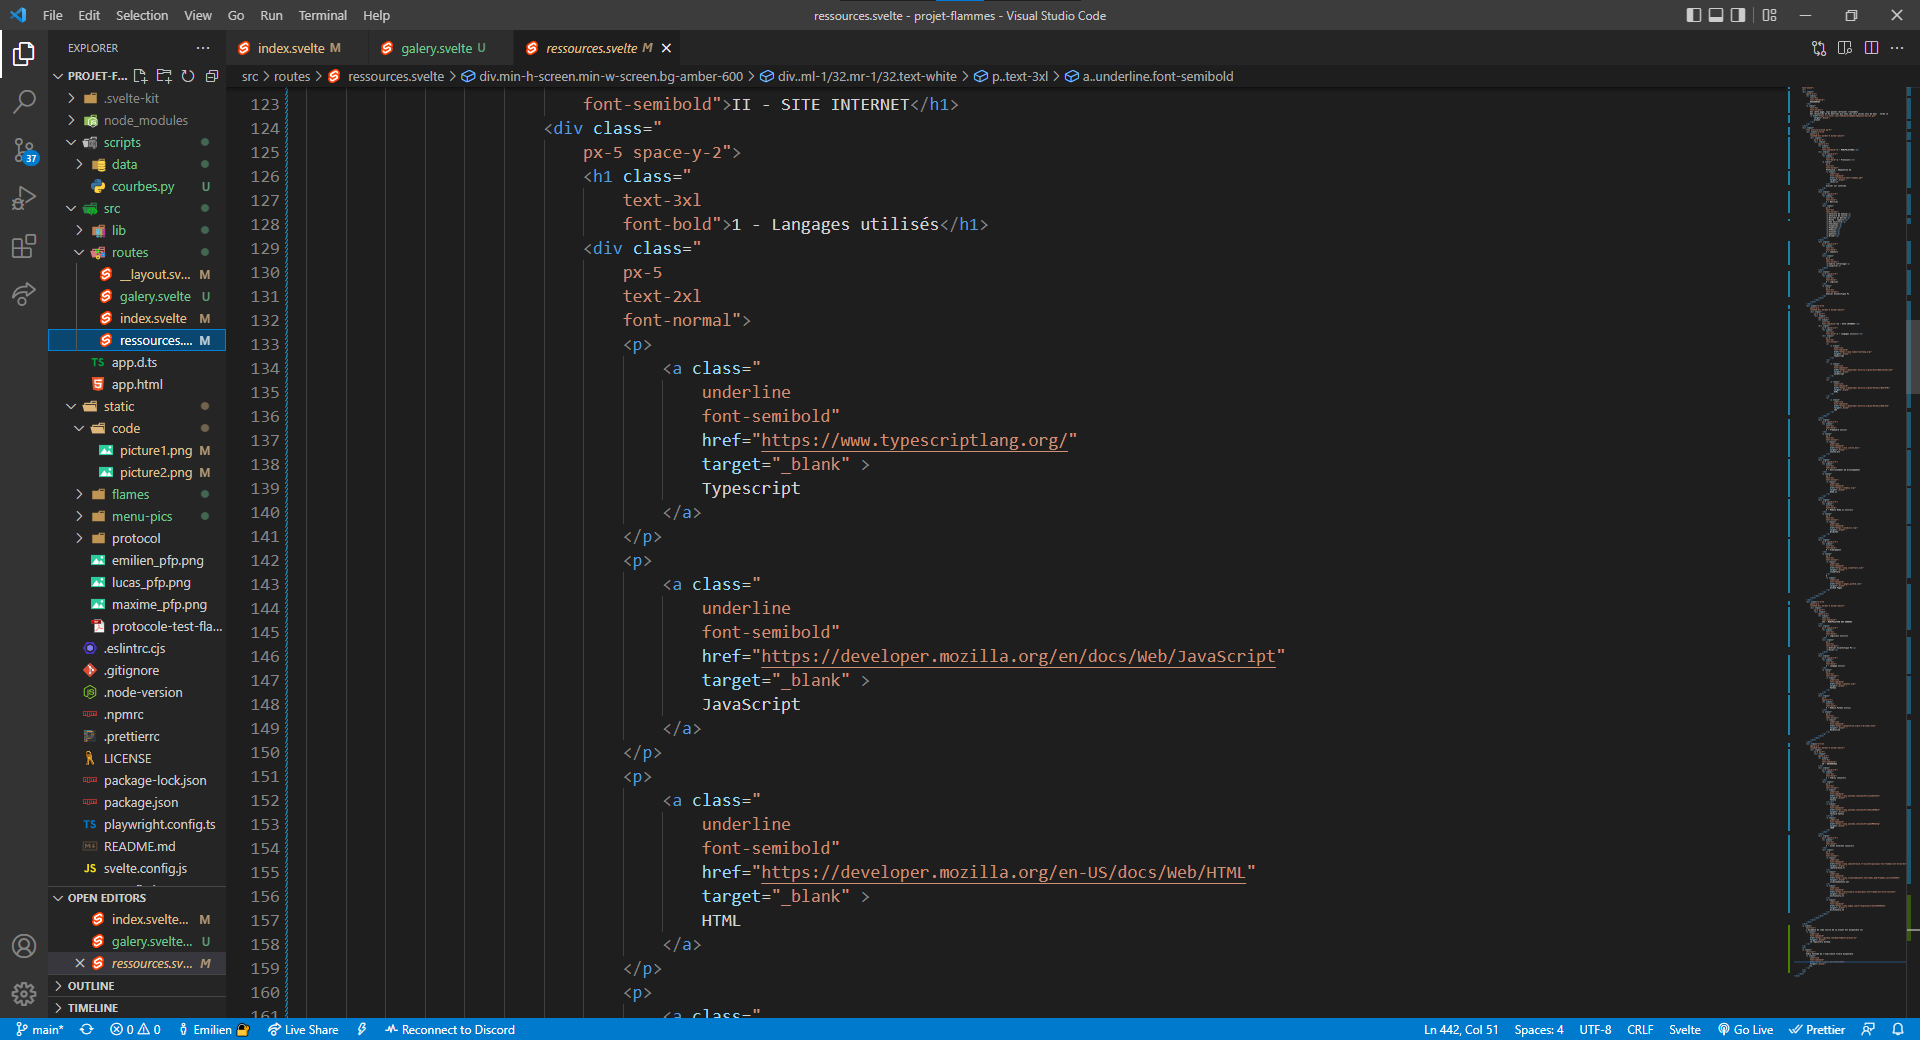 File Edit Selection View Go Run Terminal Help
ressources.svelte - projet-flammes - Visual Studio Code
EXPLORER
PROJET-F...
.svelte-kit
node_modules
scripts
data
courbes.py U
src
lib
routes
__layout.sv... M
galery.svelte U
index.svelte M
ressources.... M
app.d.ts
app.html
static
code
picture1.png M
picture2.png M
flames
menu-pics
protocol
emilien_pfp.png
lucas_pfp.png
maxime_pfp.png
protocole-test-fla...
.eslintrc.cjs
.gitignore
.node-version
.npmrc
.prettierrc
LICENSE
package-lock.json
package.json
TS playwright.config.ts
README.md
JS svelte.config.js
OPEN EDITORS
index.svelte... M
galery.svelte... U
ressources.sv... M
OUTLINE
TIMELINE
37
index.svelte M
galery.svelte U
ressources.svelte M
src > routes > ressources.svelte > div.min-h-screen.min-w-screen.bg-amber-600 > div..ml-1/32.mr-1/32.text-white > p..text-3xl > a..underline.font-semibold
123 font-semibold">II - SITE INTERNET</h1>
124 <div class="
125 px-5 space-y-2">
126 <h1 class="
127 text-3xl
128 font-bold">1 - Langages utilisés</h1>
129 <div class="
130 px-5
131 text-2xl
132 font-normal">
133 <p>
134 <a class="
135 underline
136 font-semibold"
137 href="https://www.typescriptlang.org/"
138 target="_blank" >
139 Typescript
140 </a>
141 </p>
142 <p>
143 <a class="
144 underline
145 font-semibold"
146 href="https://developer.mozilla.org/en/docs/Web/JavaScript"
147 target="_blank" >
148 JavaScript
149 </a>
150 </p>
151 <p>
152 <a class="
153 underline
154 font-semibold"
155 href="https://developer.mozilla.org/en-US/docs/Web/HTML"
156 target="_blank" >
157 HTML
158 </a>
159 </p>
160 <p>
161 <a class="
main* 0 0 Emilien Live Share Reconnect to Discord
Ln 442, Col 51 Spaces: 4 UTF-8 CRLF Svelte Go Live Prettier